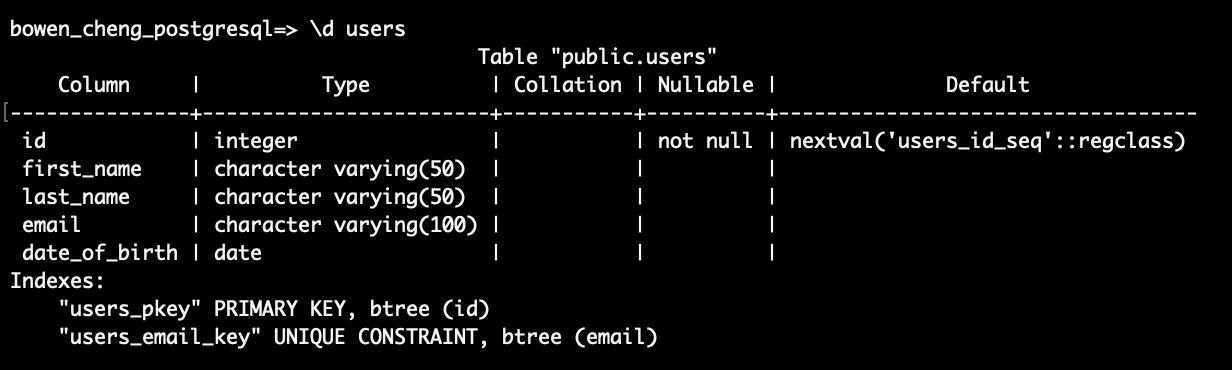 bowen_cheng_postgresql=> \d users
                                       Table "public.users"
    Column     |          Type          | Collation | Nullable |              Default
---------------+------------------------+-----------+----------+-----------------------------------
 id            | integer                |           | not null | nextval('users_id_seq'::regclass)
 first_name    | character varying(50)  |           |          |
 last_name     | character varying(50)  |           |          |
 email         | character varying(100) |           |          |
 date_of_birth | date                   |           |          |
Indexes:
    "users_pkey" PRIMARY KEY, btree (id)
    "users_email_key" UNIQUE CONSTRAINT, btree (email)